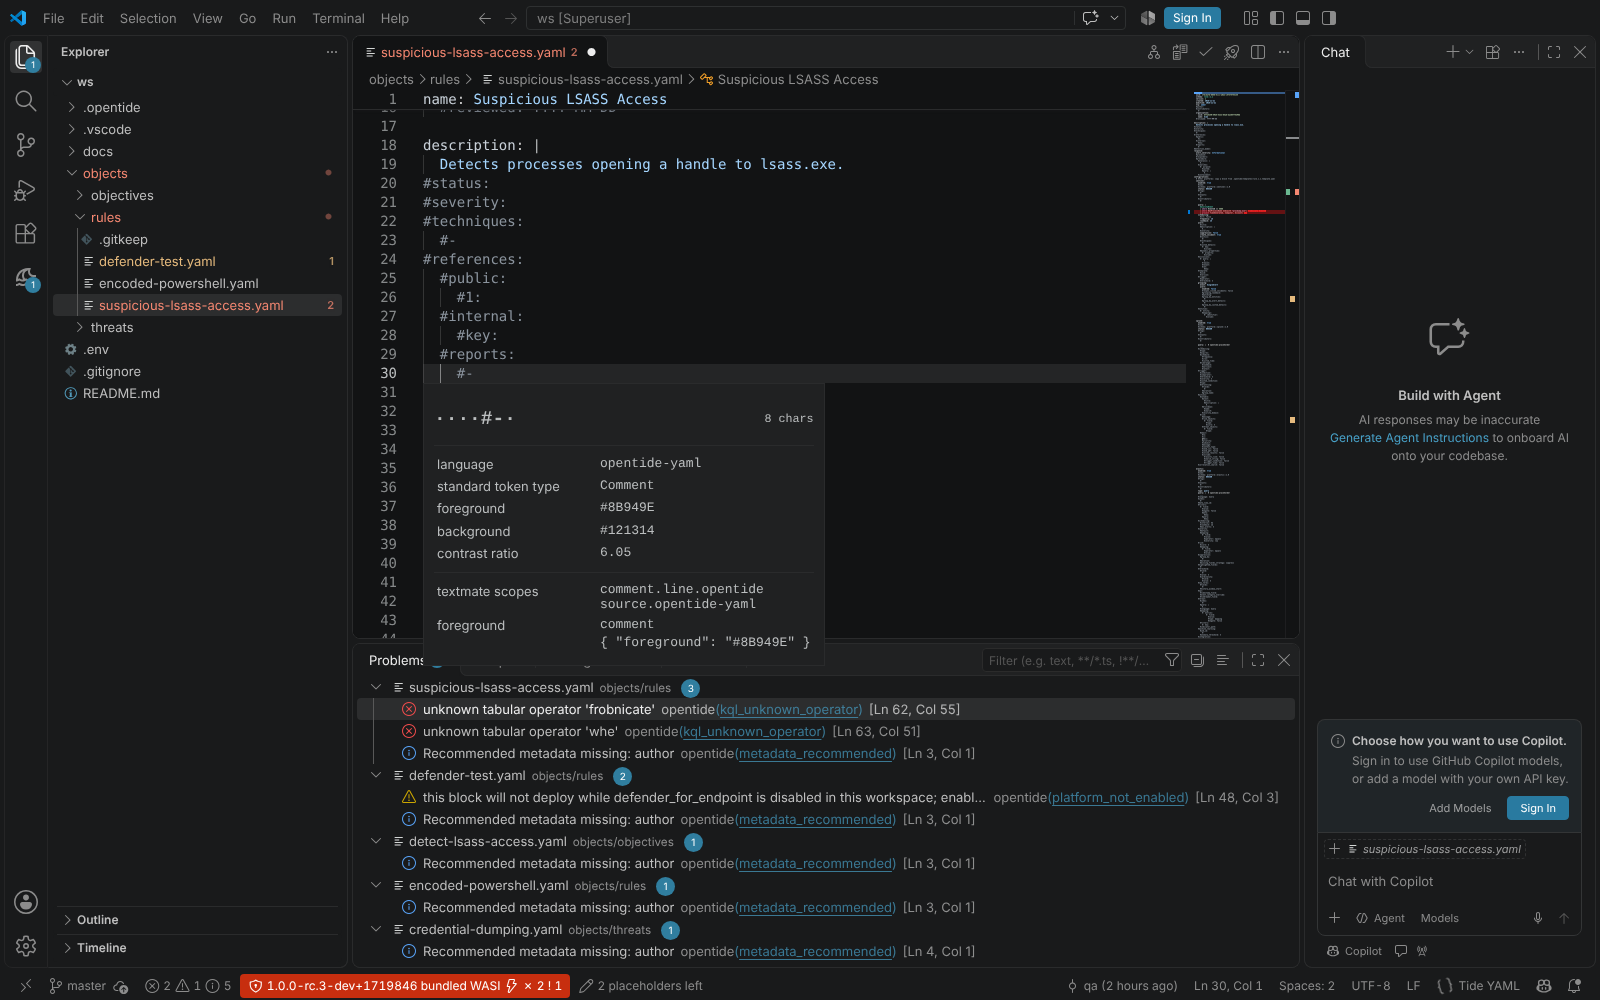 File Edit Selection View Go Run Terminal Help
ws [Superuser]
Sign In
Explorer
ws
.opentide
.vscode
docs
objects
objectives
rules
.gitkeep
defender-test.yaml 1
encoded-powershell.yaml
suspicious-lsass-access.yaml 2
threats
.env
.gitignore
README.md
Outline
Timeline
1
1
suspicious-lsass-access.yaml 2
objects > rules > suspicious-lsass-access.yaml > Suspicious LSASS Access
1 name: Suspicious LSASS Access
17
18 description: |
19 Detects processes opening a handle to lsass.exe.
20 #status:
21 #severity:
22 #techniques:
23 #-
24 #references:
25 #public:
26 #1:
27 #internal:
28 #key:
29 #reports:
30 #-
31
32
33
34
35
36
37
38
39
40
41
42
43
44
····#-·· 8 chars
language opentide-yaml
standard token type Comment
foreground #8B949E
background #121314
contrast ratio 6.05
textmate scopes comment.line.opentide
source.opentide-yaml
foreground comment
{ "foreground": "#8B949E" }
Problems
Filter (e.g. text, **/*.ts, !**/...
suspicious-lsass-access.yaml objects/rules 3
unknown tabular operator 'frobnicate' opentide(kql_unknown_operator) [Ln 62, Col 55]
unknown tabular operator 'whe' opentide(kql_unknown_operator) [Ln 63, Col 51]
Recommended metadata missing: author opentide(metadata_recommended) [Ln 3, Col 1]
defender-test.yaml objects/rules 2
this block will not deploy while defender_for_endpoint is disabled in this workspace; enabl... opentide(platform_not_enabled) [Ln 48, Col 3]
Recommended metadata missing: author opentide(metadata_recommended) [Ln 3, Col 1]
detect-lsass-access.yaml objects/objectives 1
Recommended metadata missing: author opentide(metadata_recommended) [Ln 3, Col 1]
encoded-powershell.yaml objects/rules 1
Recommended metadata missing: author opentide(metadata_recommended) [Ln 3, Col 1]
credential-dumping.yaml objects/threats 1
Recommended metadata missing: author opentide(metadata_recommended) [Ln 4, Col 1]
Chat
Build with Agent
AI responses may be inaccurate
Generate Agent Instructions to onboard AI
onto your codebase.
Choose how you want to use Copilot.
Sign in to use GitHub Copilot models,
or add a model with your own API key.
Add Models Sign In
suspicious-lsass-access.yaml
Chat with Copilot
Agent Models
Copilot
master 2 1 5 1.0.0-rc.3-dev+1719846 bundled WASI × 2 ! 1 2 placeholders left qa (2 hours ago) Ln 30, Col 1 Spaces: 2 UTF-8 LF {} Tide YAML